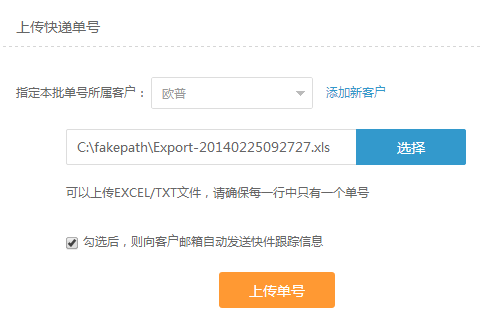 上传快递单号
指定本批单号所属客户： 欧普 添加新客户
C:\fakepath\Export-20140225092727.xls 选择
可以上传EXCEL/TXT文件，请确保每一行中只有一个单号
勾选后，则向客户邮箱自动发送快件跟踪信息
上传单号